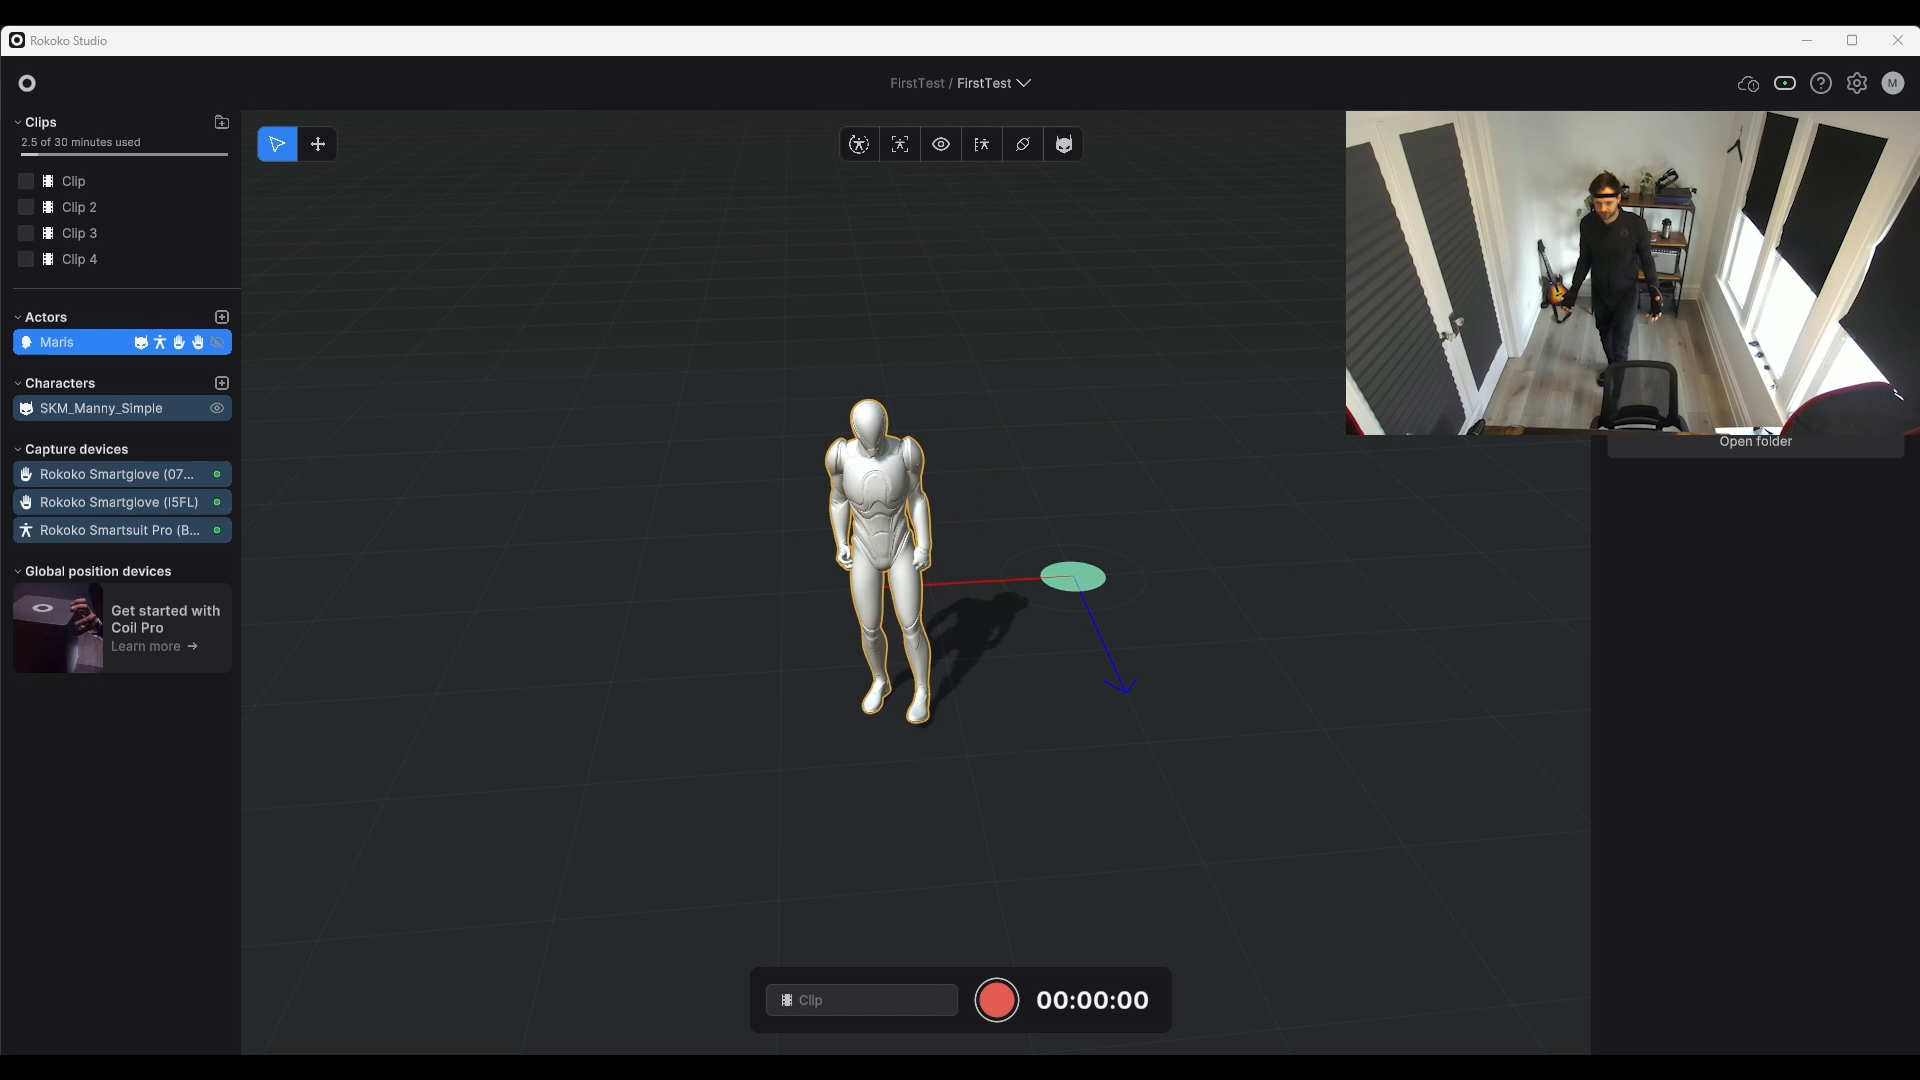 Rokoko Studio
FirstTest / FirstTest
M
Clips
2.5 of 30 minutes used
Clip
Clip 2
Clip 3
Clip 4
Actors
Maris
Characters
SKM_Manny_Simple
Capture devices
Rokoko Smartglove (07...
Rokoko Smartglove (I5FL)
Rokoko Smartsuit Pro (B...
Global position devices
Get started with
Coil Pro
Learn more →
Open folder
Clip
00:00:00